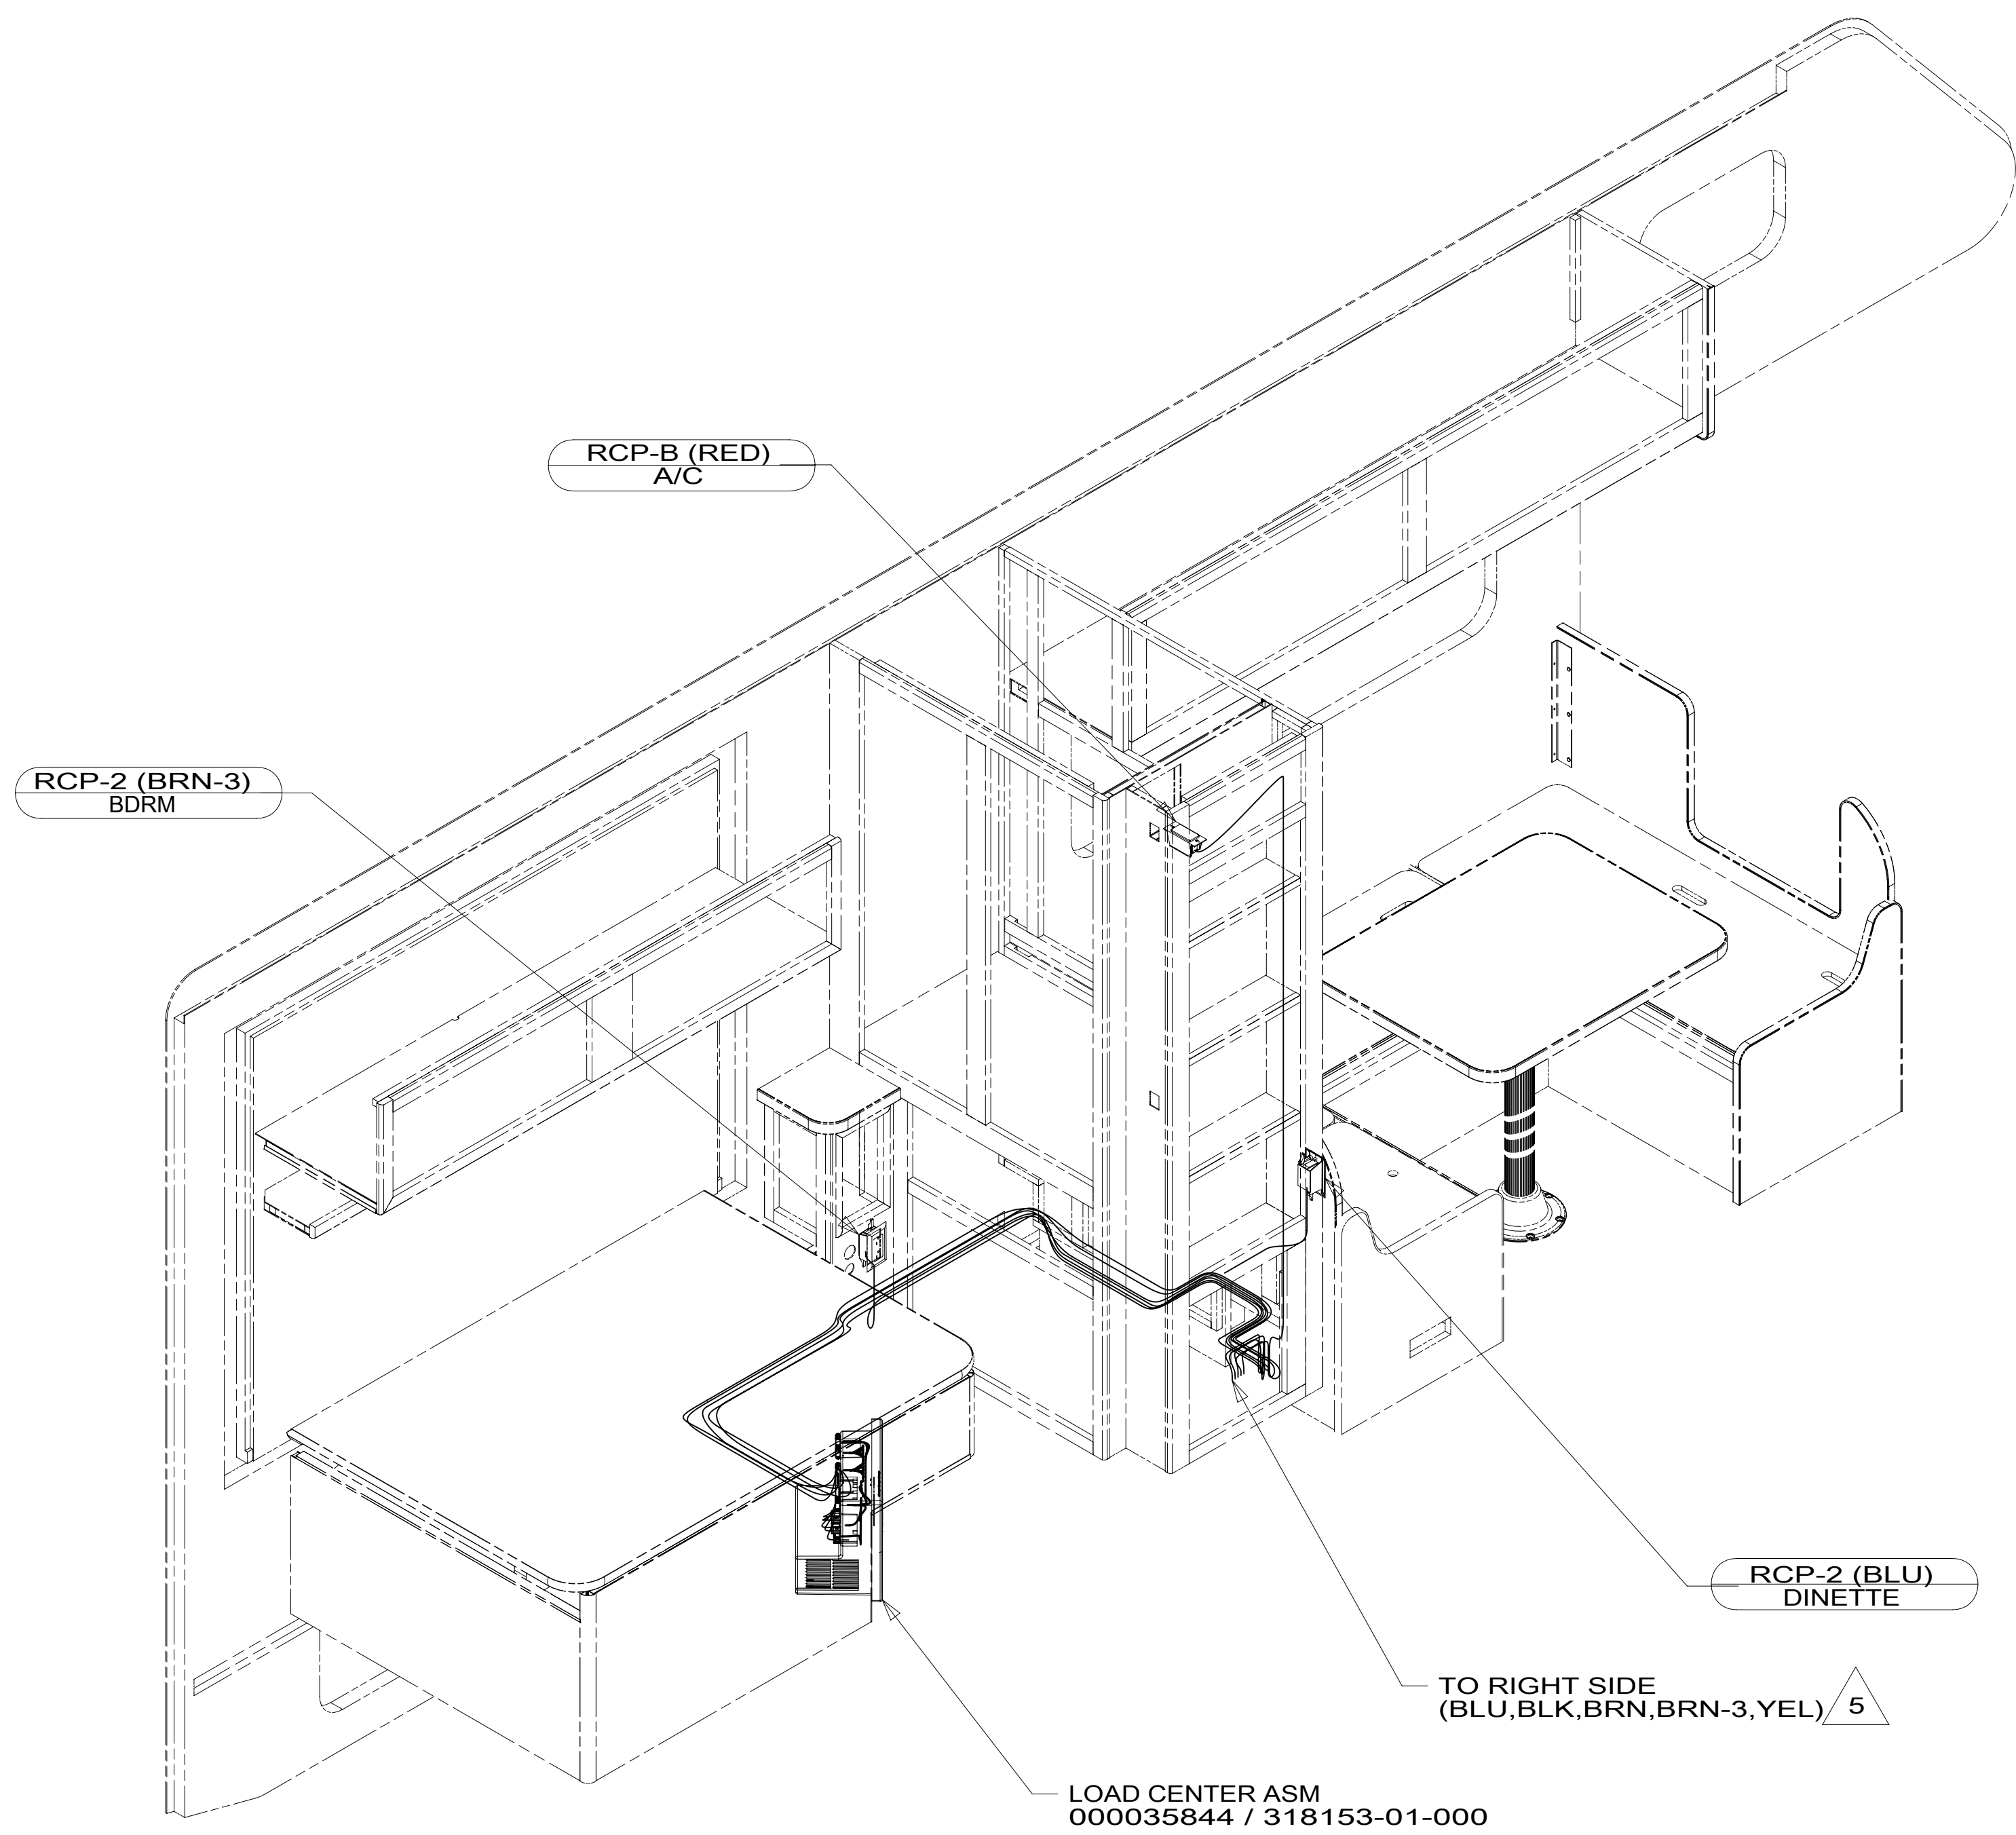 RCP-B (RED)
A/C
RCP-2 (BRN-3)
BDRM
RCP-2 (BLU)
DINETTE
TO RIGHT SIDE
(BLU,BLK,BRN,BRN-3,YEL) 5
LOAD CENTER ASM
000035844 / 318153-01-000